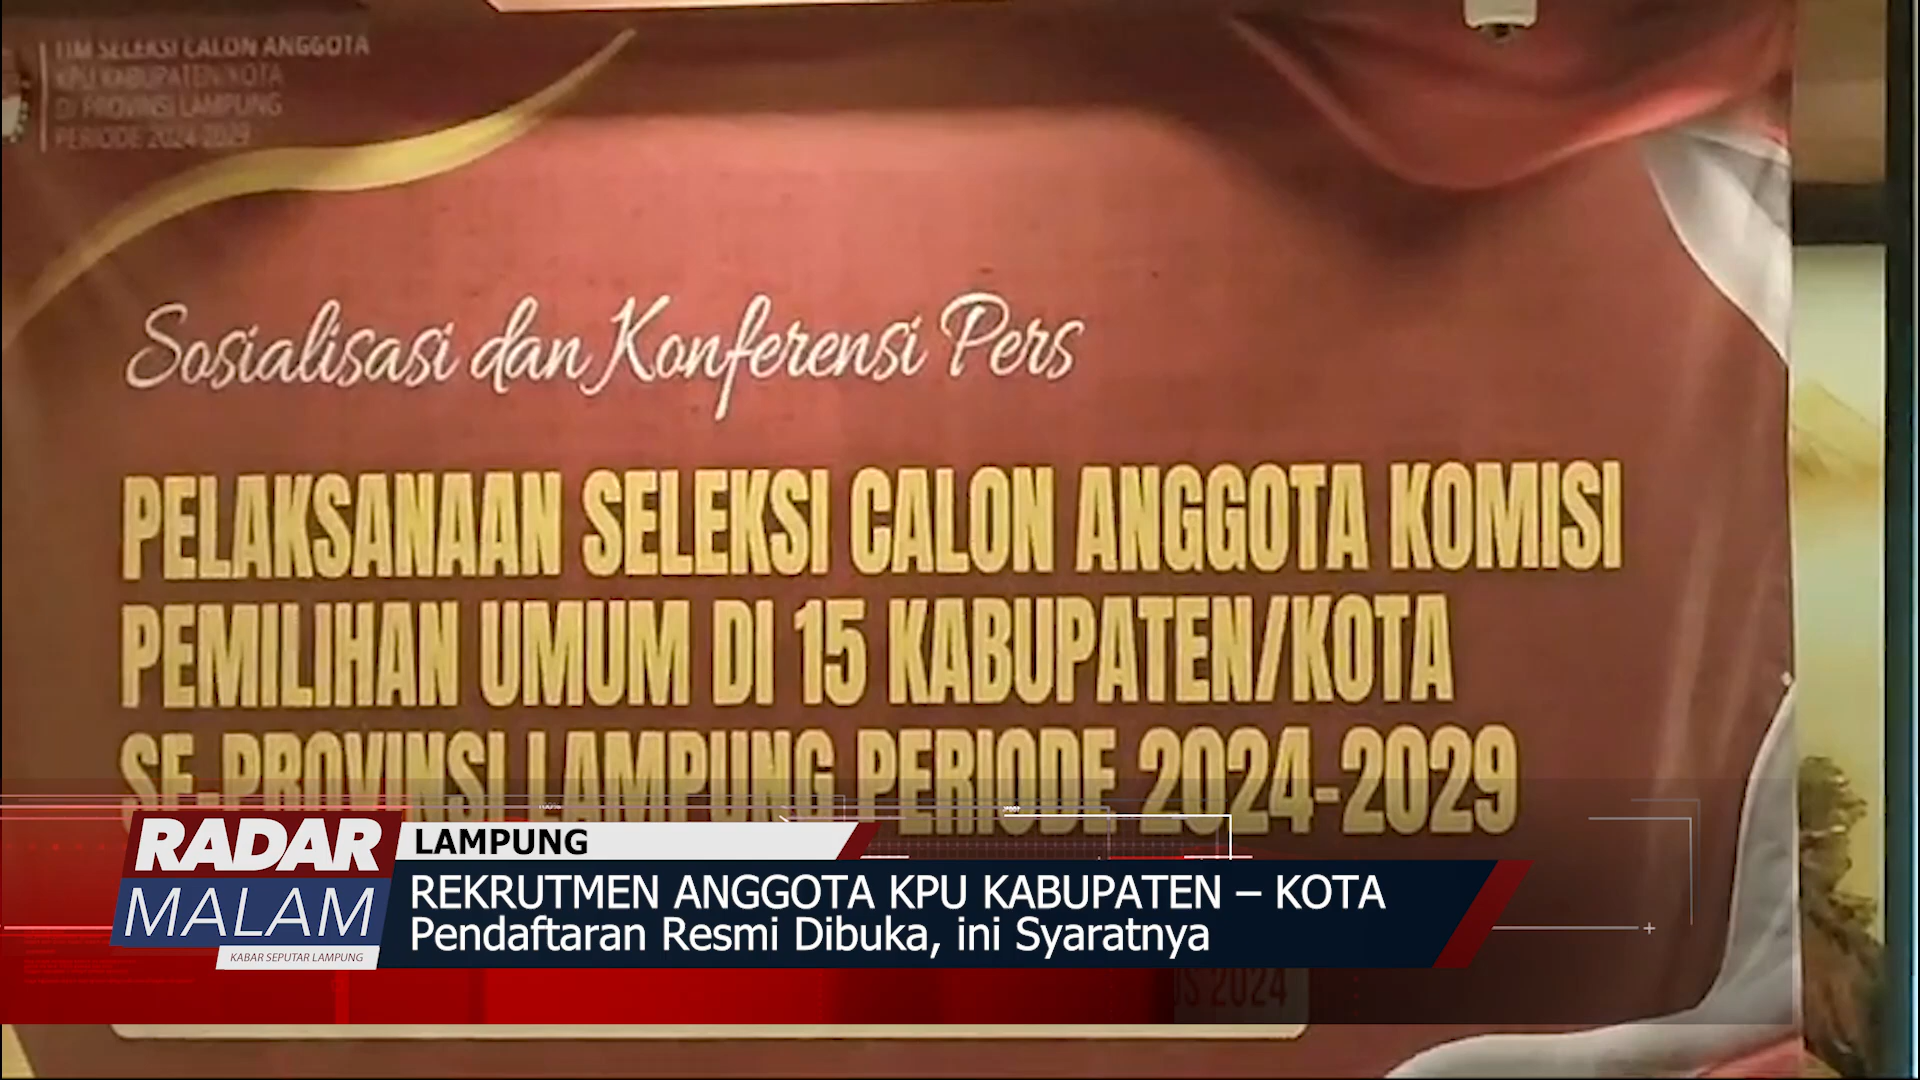 TIM SELEKSI CALON ANGGOTA
KPU KABUPATEN/KOTA
DI PROVINSI LAMPUNG
PERIODE 2024-2029
Sosialisasi dan Konferensi Pers
PELAKSANAAN SELEKSI CALON ANGGOTA KOMISI
PEMILIHAN UMUM DI 15 KABUPATEN/KOTA
SE-PROVINSI LAMPUNG PERIODE 2024-2029
RADAR
MALAM
KABAR SEPUTAR LAMPUNG
LAMPUNG
REKRUTMEN ANGGOTA KPU KABUPATEN – KOTA
Pendaftaran Resmi Dibuka, ini Syaratnya
2024